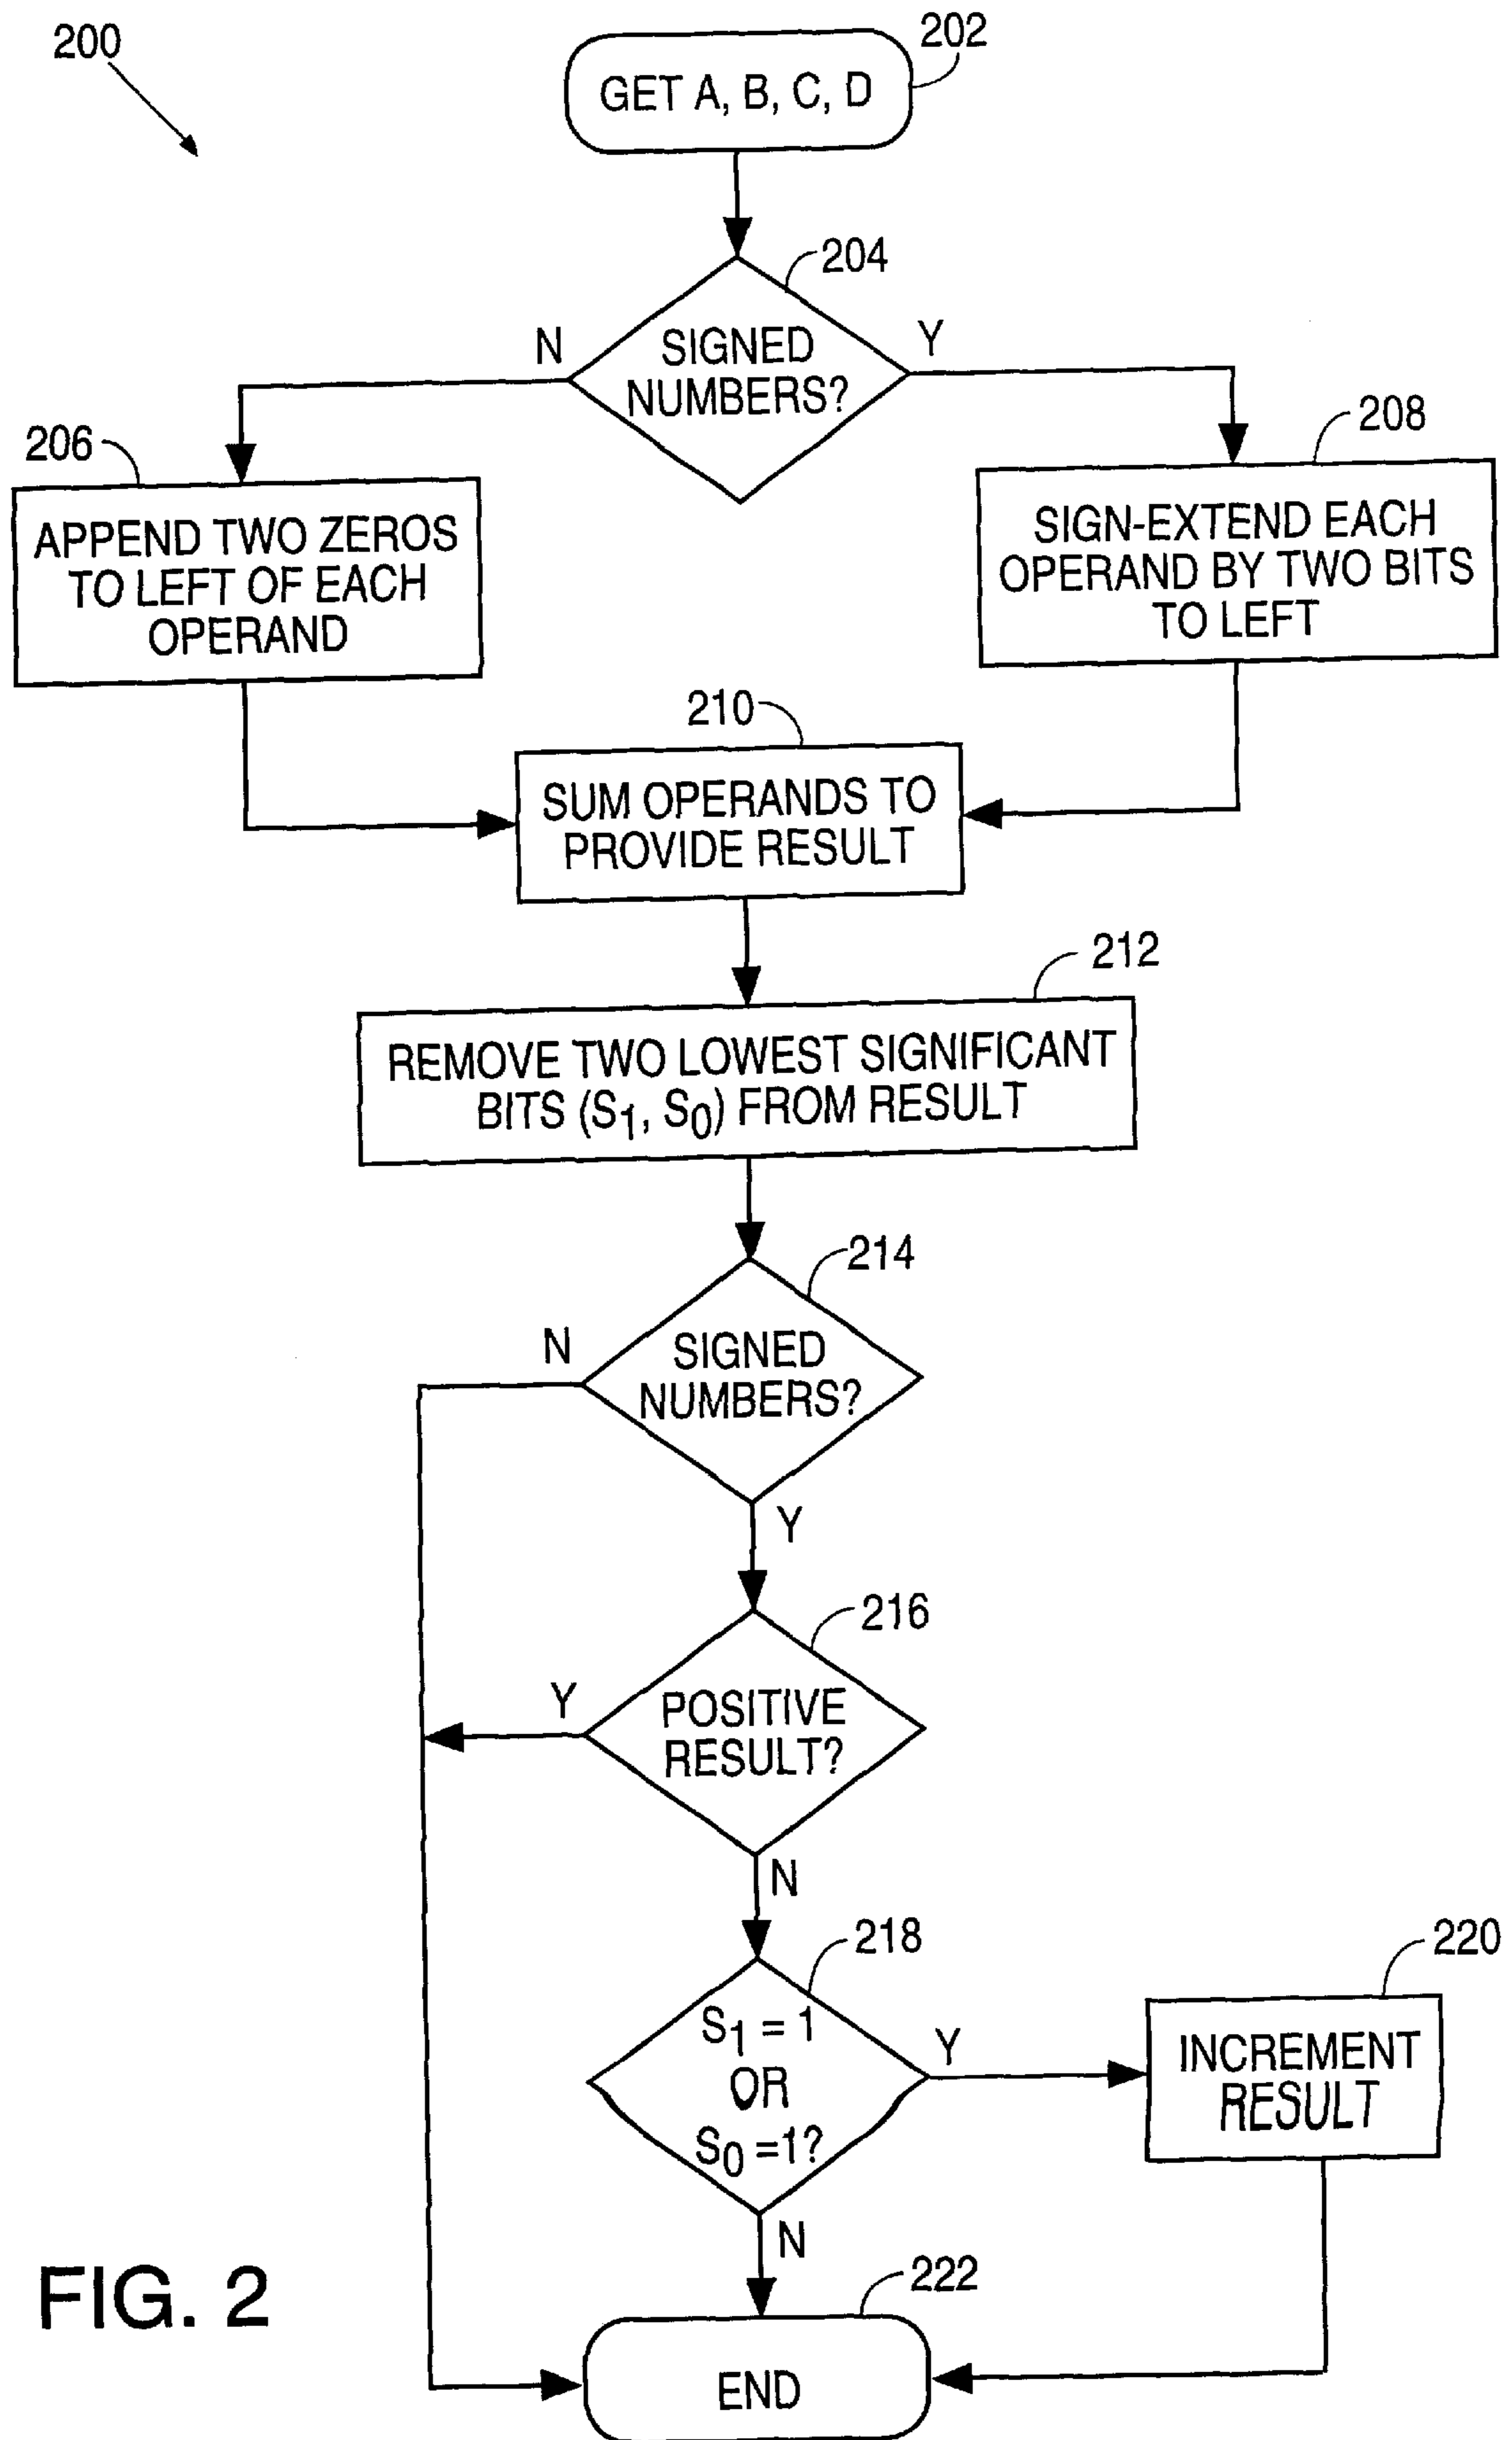 200
202
GET A, B, C, D
204
N
SIGNED
NUMBERS?
Y
206
APPEND TWO ZEROS
TO LEFT OF EACH
OPERAND
208
SIGN-EXTEND EACH
OPERAND BY TWO BITS
TO LEFT
210
SUM OPERANDS TO
PROVIDE RESULT
212
REMOVE TWO LOWEST SIGNIFICANT
BITS (S1, S0) FROM RESULT
214
N
SIGNED
NUMBERS?
Y
216
Y
POSITIVE
RESULT?
N
218
S1 = 1
OR
S0 =1?
Y
220
INCREMENT
RESULT
N
222
END
FIG. 2